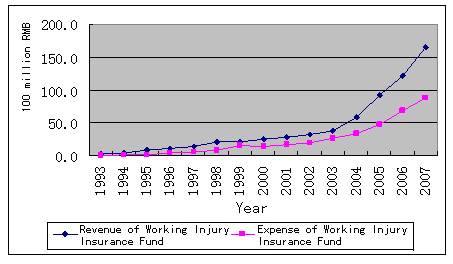 200.0
150.0
100.0
50.0
0.0
100 million RMB
1993 1994 1995 1996 1997 1998 1999 2000 2001 2002 2003 2004 2005 2006 2007
Year
Revenue of Working Injury
Insurance Fund
Expense of Working Injury
Insurance Fund